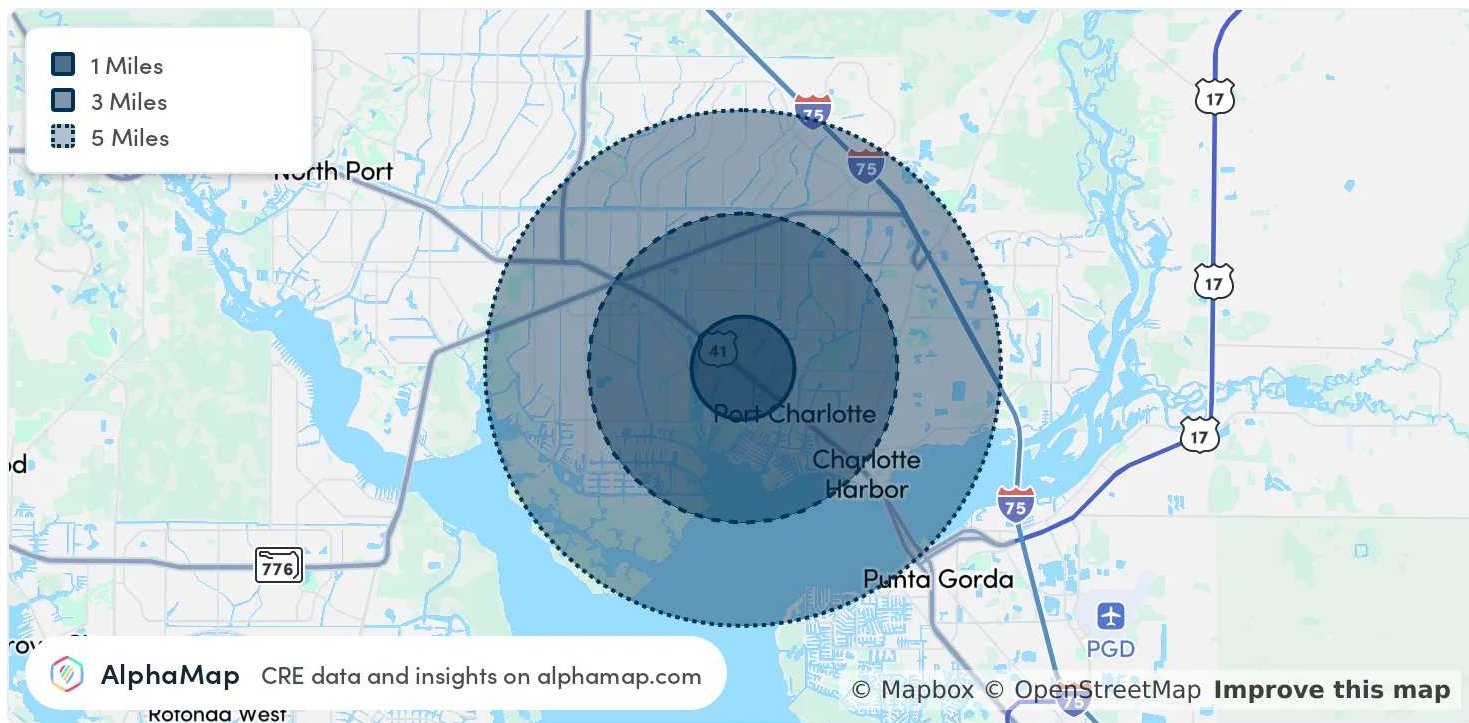 1 Miles
3 Miles
5 Miles
75
17
75
North Port
17
41
Port Charlotte
17
Charlotte
Harbor
75
776
Punta Gorda
PGD
AlphaMap CRE data and insights on alphamap.com
© Mapbox © OpenStreetMap Improve this map
75
Rotonda West